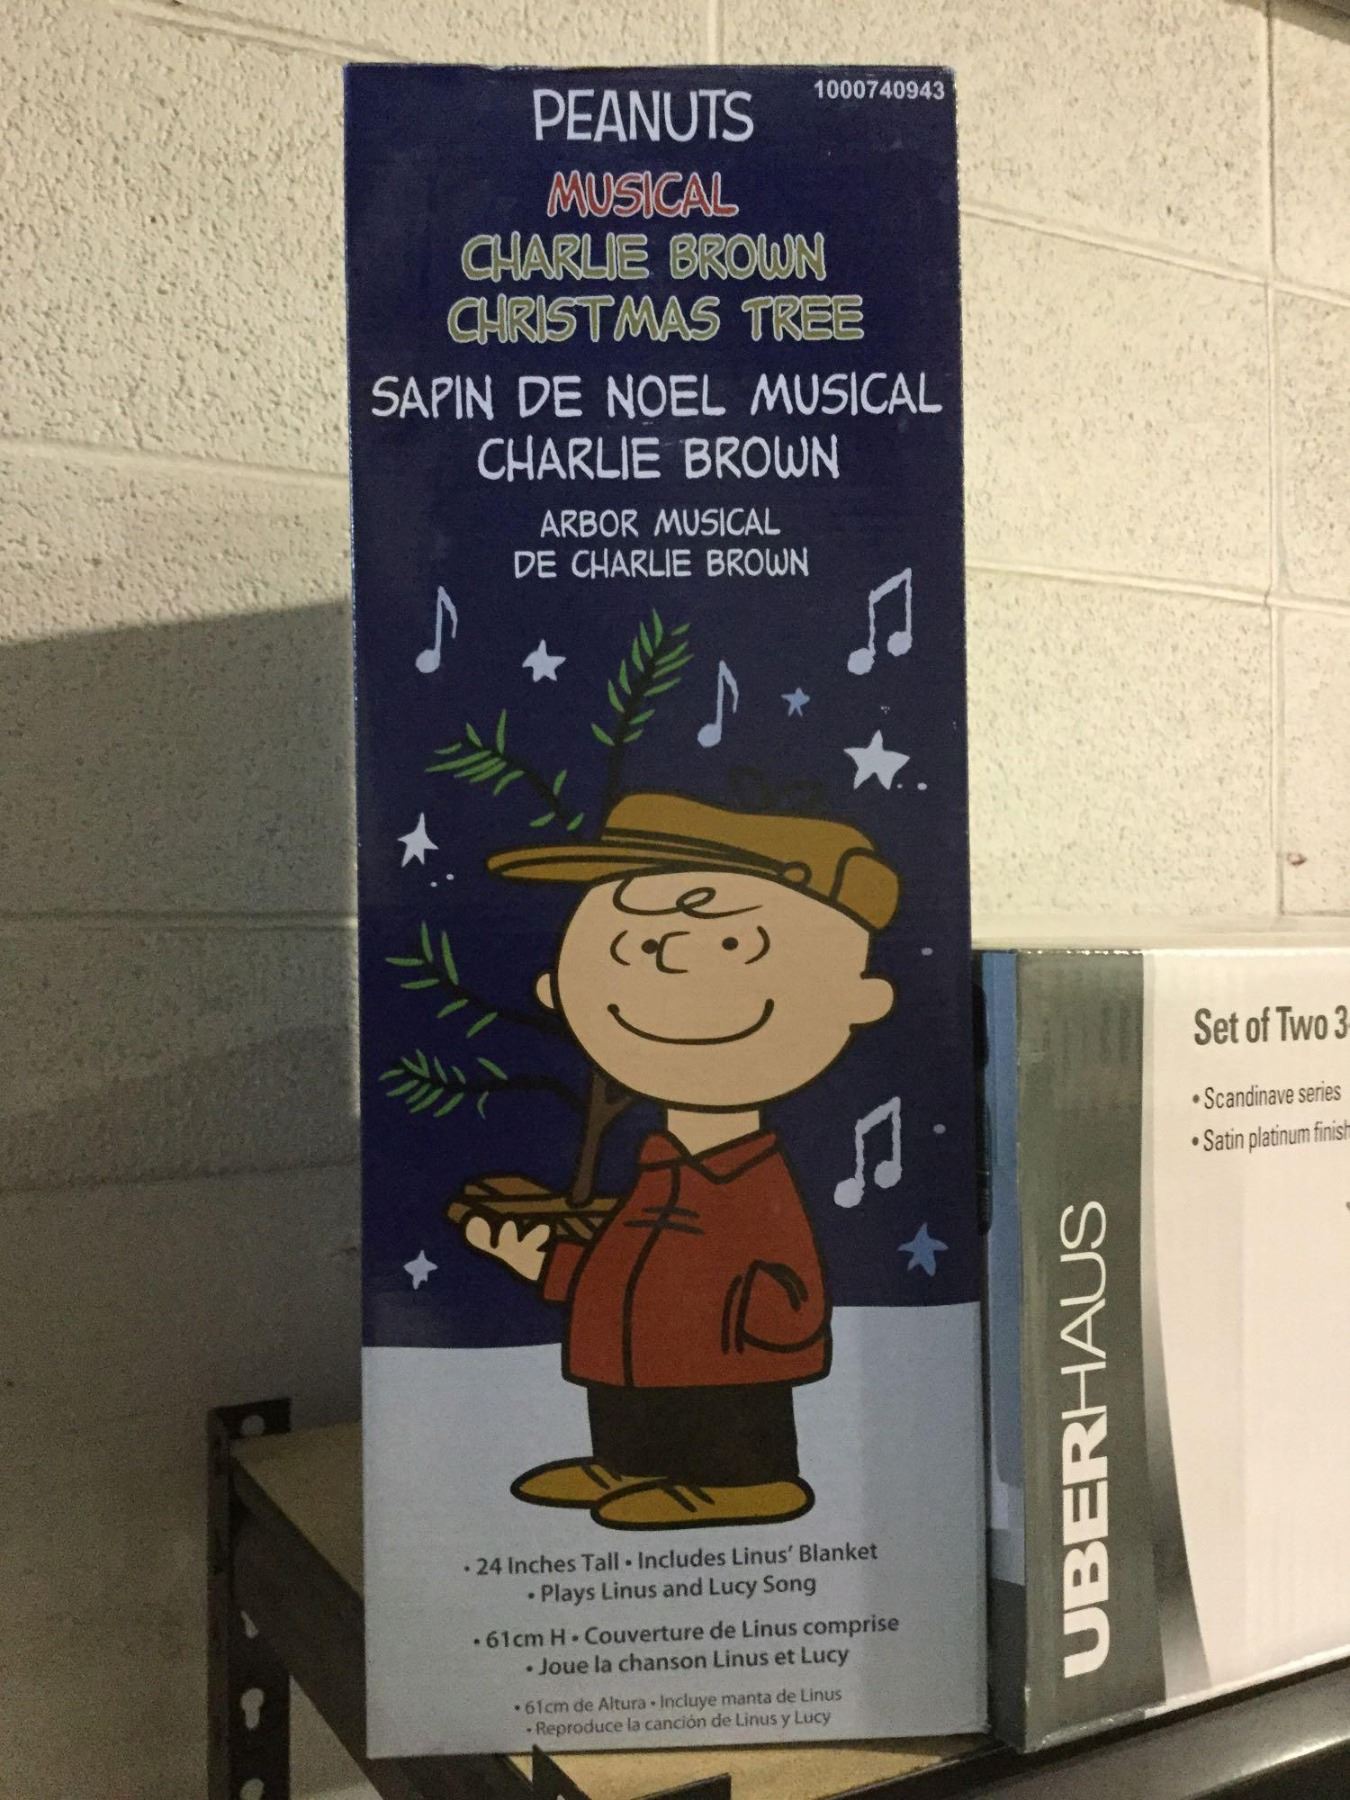 1000740943
PEANUTS
MUSICAL
CHARLIE BROWN
CHRISTMAS TREE
SAPIN DE NOEL MUSICAL
CHARLIE BROWN
ARBOR MUSICAL
DE CHARLIE BROWN
• 24 Inches Tall • Includes Linus’ Blanket
• Plays Linus and Lucy Song
• 61cm H • Couverture de Linus comprise
• Joue la chanson Linus et Lucy
• 61cm de Altura • Incluye manta de Linus
• Reproduce la canción de Linus y Lucy
UBERHAUS
Set of Two 3
• Scandinave series
• Satin platinum finish